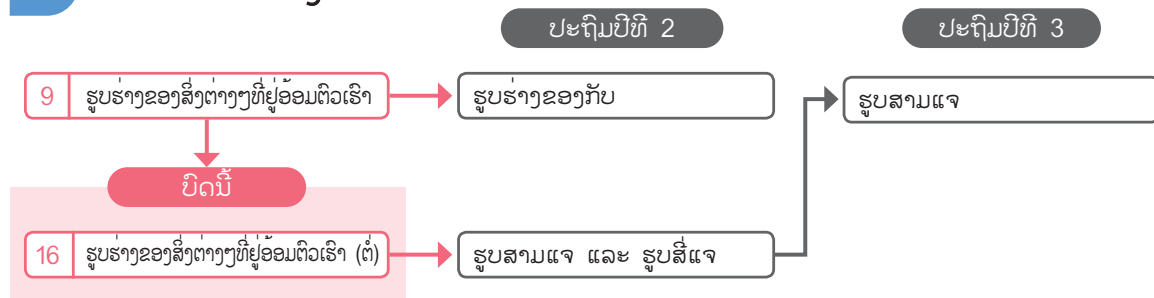 ປະຖົມປີທີ 2
ປະຖົມປີທີ 3
9 ຮູບຮ່າງຂອງສິ່ງຕ່າງໆທີ່ຢູ່ອ້ອມຕົວເຮົາ
ຮູບຮ່າງຂອງກັບ
ຮູບສາມແຈ
ບົດນີ້
16 ຮູບຮ່າງຂອງສິ່ງຕ່າງໆທີ່ຢູ່ອ້ອມຕົວເຮົາ (ຕໍ່)
ຮູບສາມແຈ ແລະ ຮູບສີ່ແຈ